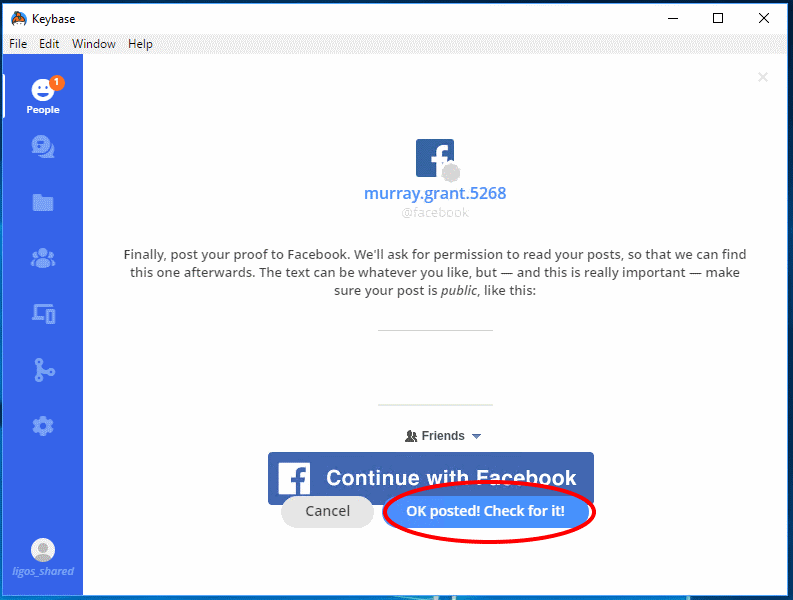 Keybase
File Edit Window Help
1
People
murray.grant.5268
@facebook
Finally, post your proof to Facebook. We'll ask for permission to read your posts, so that we can find
this one afterwards. The text can be whatever you like, but — and this is really important — make
sure your post is public, like this:
Friends
Continue with Facebook
Cancel
OK posted! Check for it!
ligos_shared